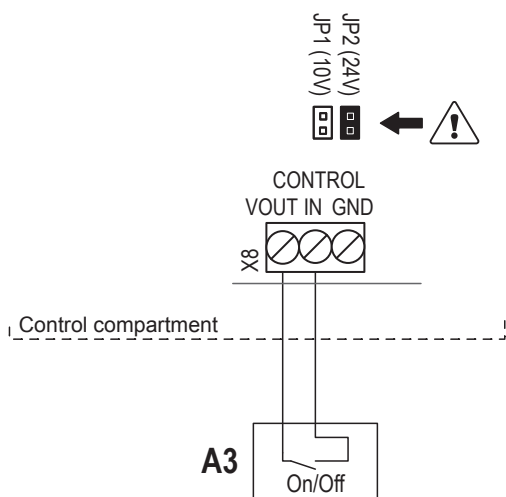 JP1 (10V)
JP2 (24V)
CONTROL
VOUT IN GND
X8
Control compartment
A3
On/Off